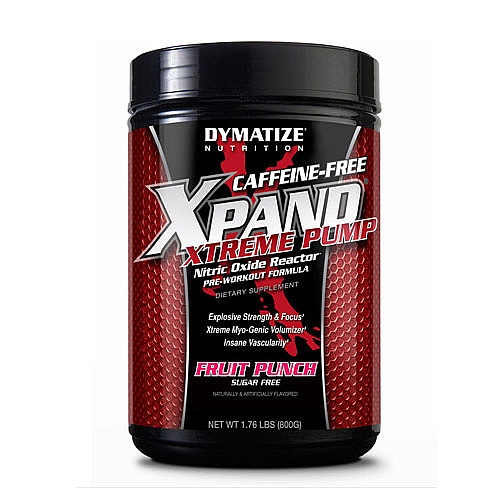 DYMATIZE
NUTRITION
CAFFEINE-FREE
XPAND
XTREME PUMP
Nitric Oxide Reactor
PRE-WORKOUT FORMULA
DIETARY SUPPLEMENT
Explosive Strength & Focus‡
Xtreme Myo-Genic Volumizer‡
Insane Vascularity‡
FRUIT PUNCH
SUGAR FREE
NATURALLY & ARTIFICIALLY FLAVORED
NET WT 1.76 LBS (800G)